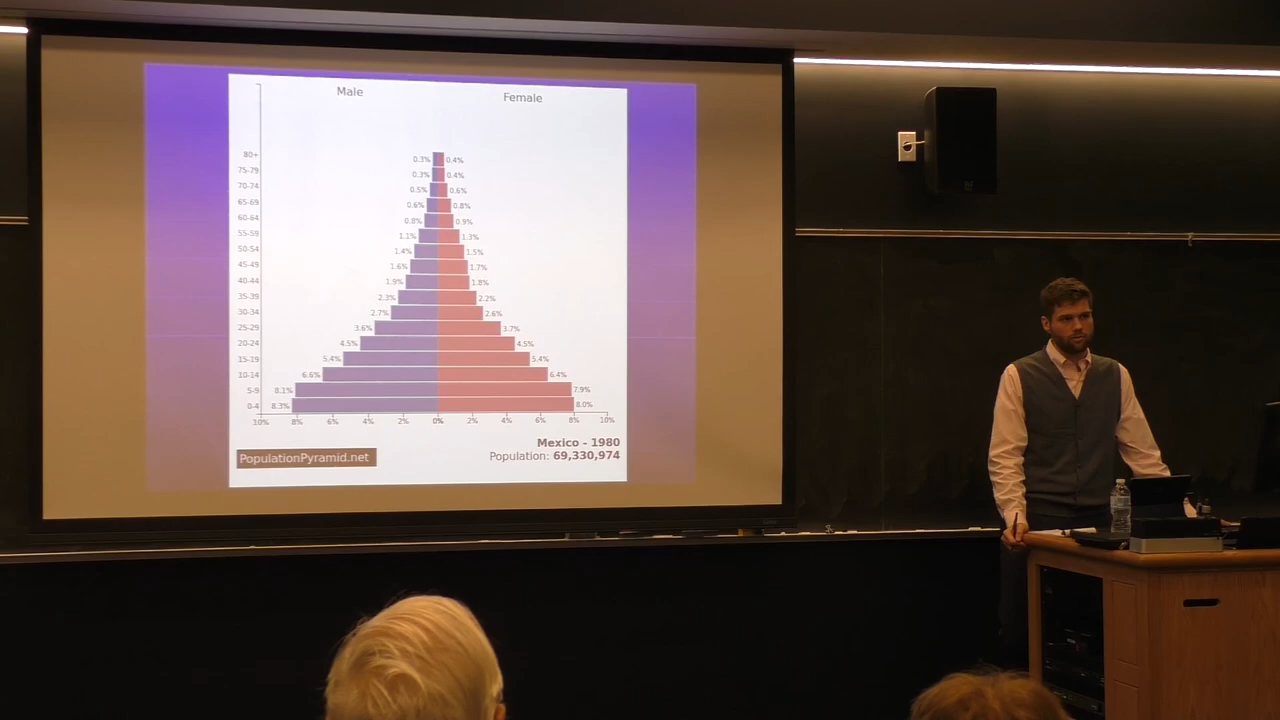 Male Female
80+ 0.3% 0.4%
75-79 0.3% 0.4%
70-74 0.5% 0.6%
65-69 0.6% 0.8%
60-64 0.8% 0.9%
55-59 1.1% 1.3%
50-54 1.4% 1.5%
45-49 1.6% 1.7%
40-44 1.9% 1.8%
35-39 2.3% 2.2%
30-34 2.7% 2.6%
25-29 3.6% 3.7%
20-24 4.5% 4.5%
15-19 5.4% 5.4%
10-14 6.6% 6.4%
5-9 8.1% 7.9%
0-4 8.3% 8.0%
10% 8% 6% 4% 2% 0% 2% 4% 6% 8% 10%
Mexico - 1980
PopulationPyramid.net Population: 69,330,974